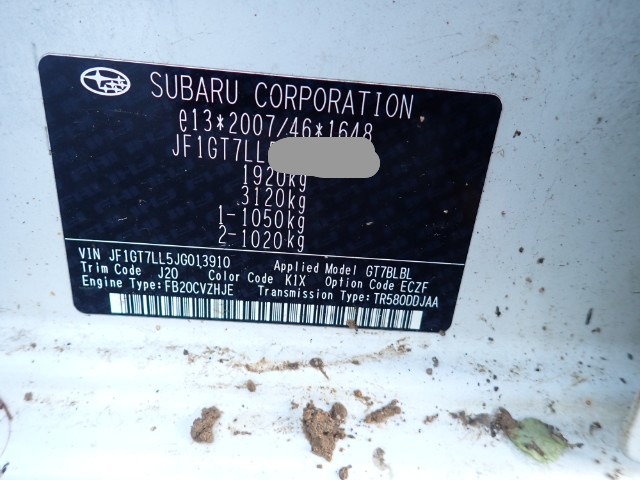 SUBARU CORPORATION
e13*2007/46*1648
JF1GT7LL
1920kg
3120kg
1-1050kg
2-1020kg
VIN JF1GT7LL5JG013910 Applied Model GT7BLBL
Trim Code J20 Color Code K1X Option Code ECZF
Engine Type:FB20CVZHJE Transmission Type:TR580DDJAA